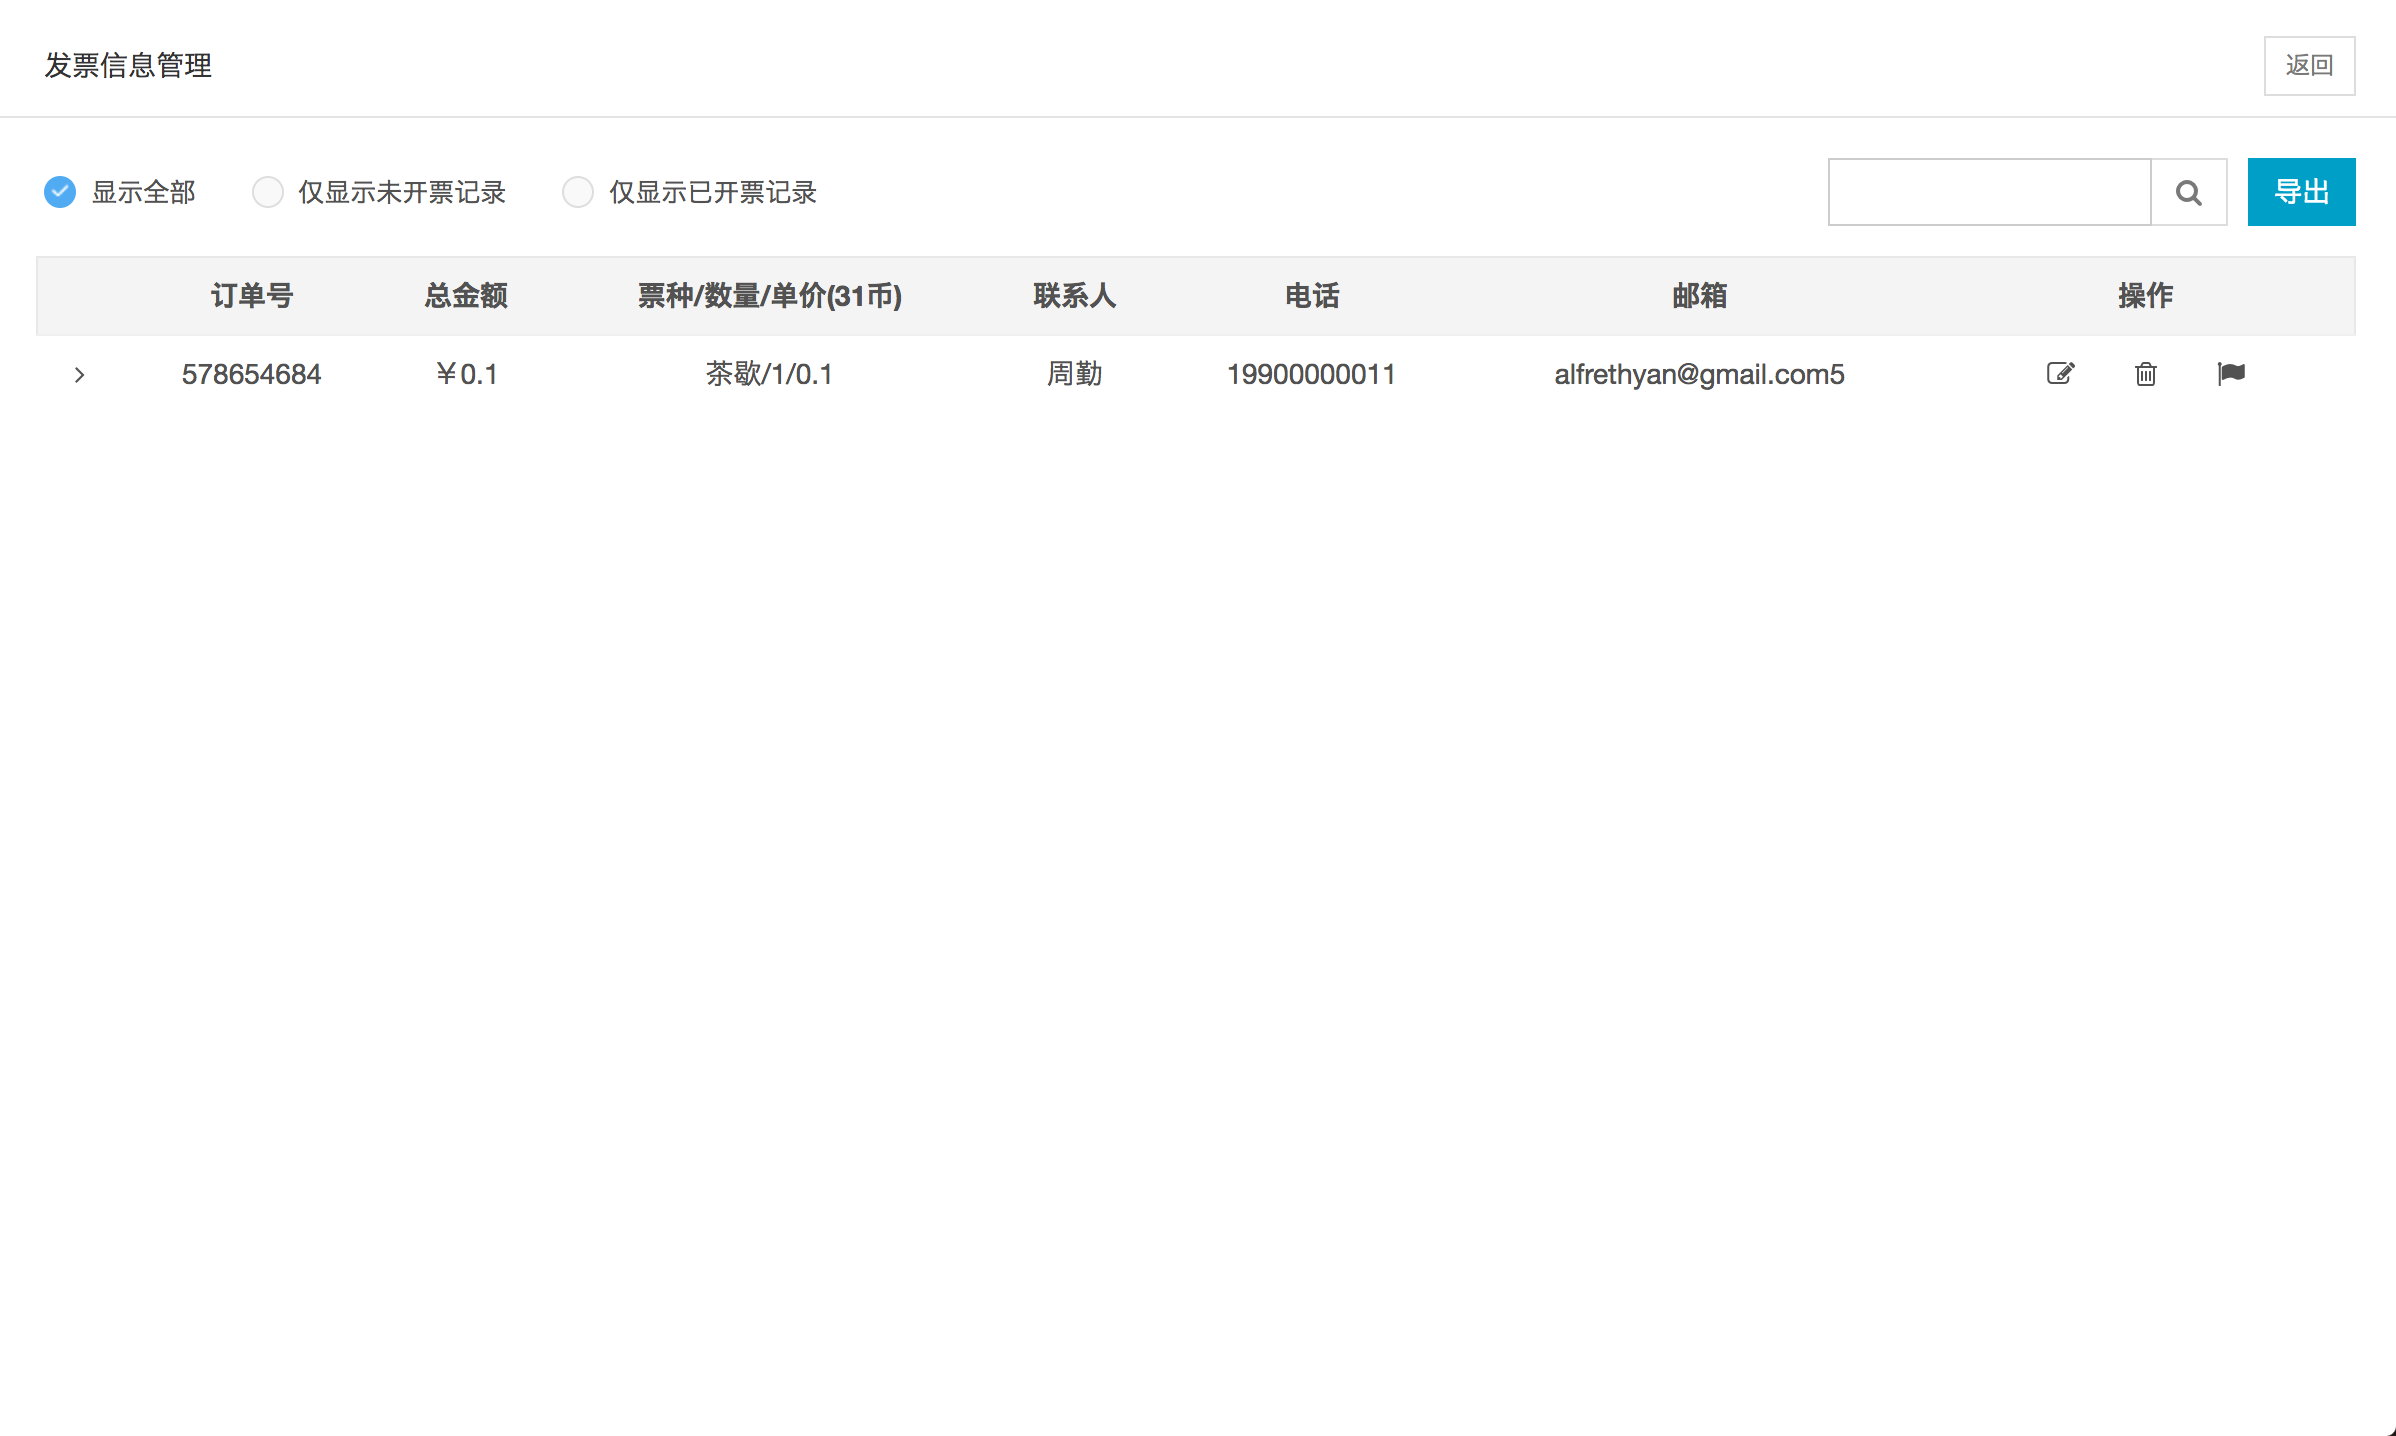 发票信息管理
返回
显示全部 仅显示未开票记录 仅显示已开票记录
导出
订单号 总金额 票种/数量/单价(31币) 联系人 电话 邮箱 操作
578654684 ￥0.1 茶歇/1/0.1 周勤 19900000011 alfrethyan@gmail.com5